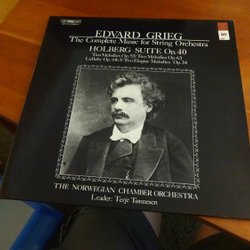 EDVARD GRIEG
The Complete Music for String Orchestra
HOLBERG SUITE Op.40
Two Melodies Op.53/Two Melodies Op.63
Lullaby Op.68/5/Two Elegiac Melodies Op.34
THE NORWEGIAN CHAMBER ORCHESTRA
Leader: Terje Tønnesen